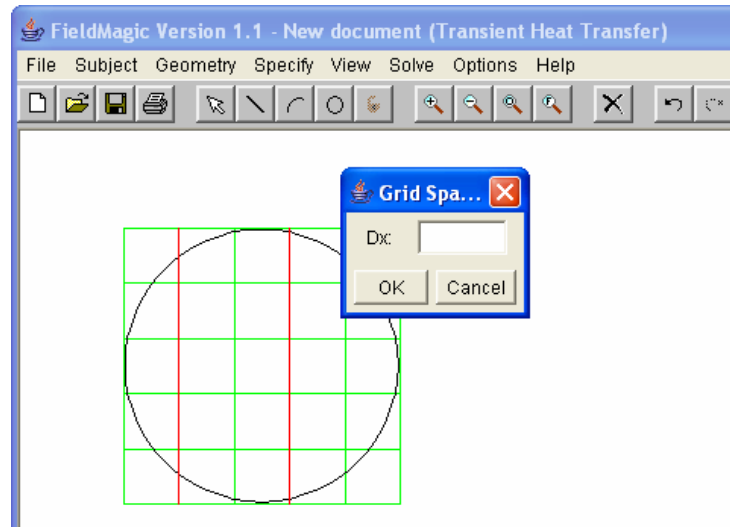 FieldMagic Version 1.1 - New document (Transient Heat Transfer)
File Subject Geometry Specify View Solve Options Help
Grid Spa...
Dx:
OK Cancel